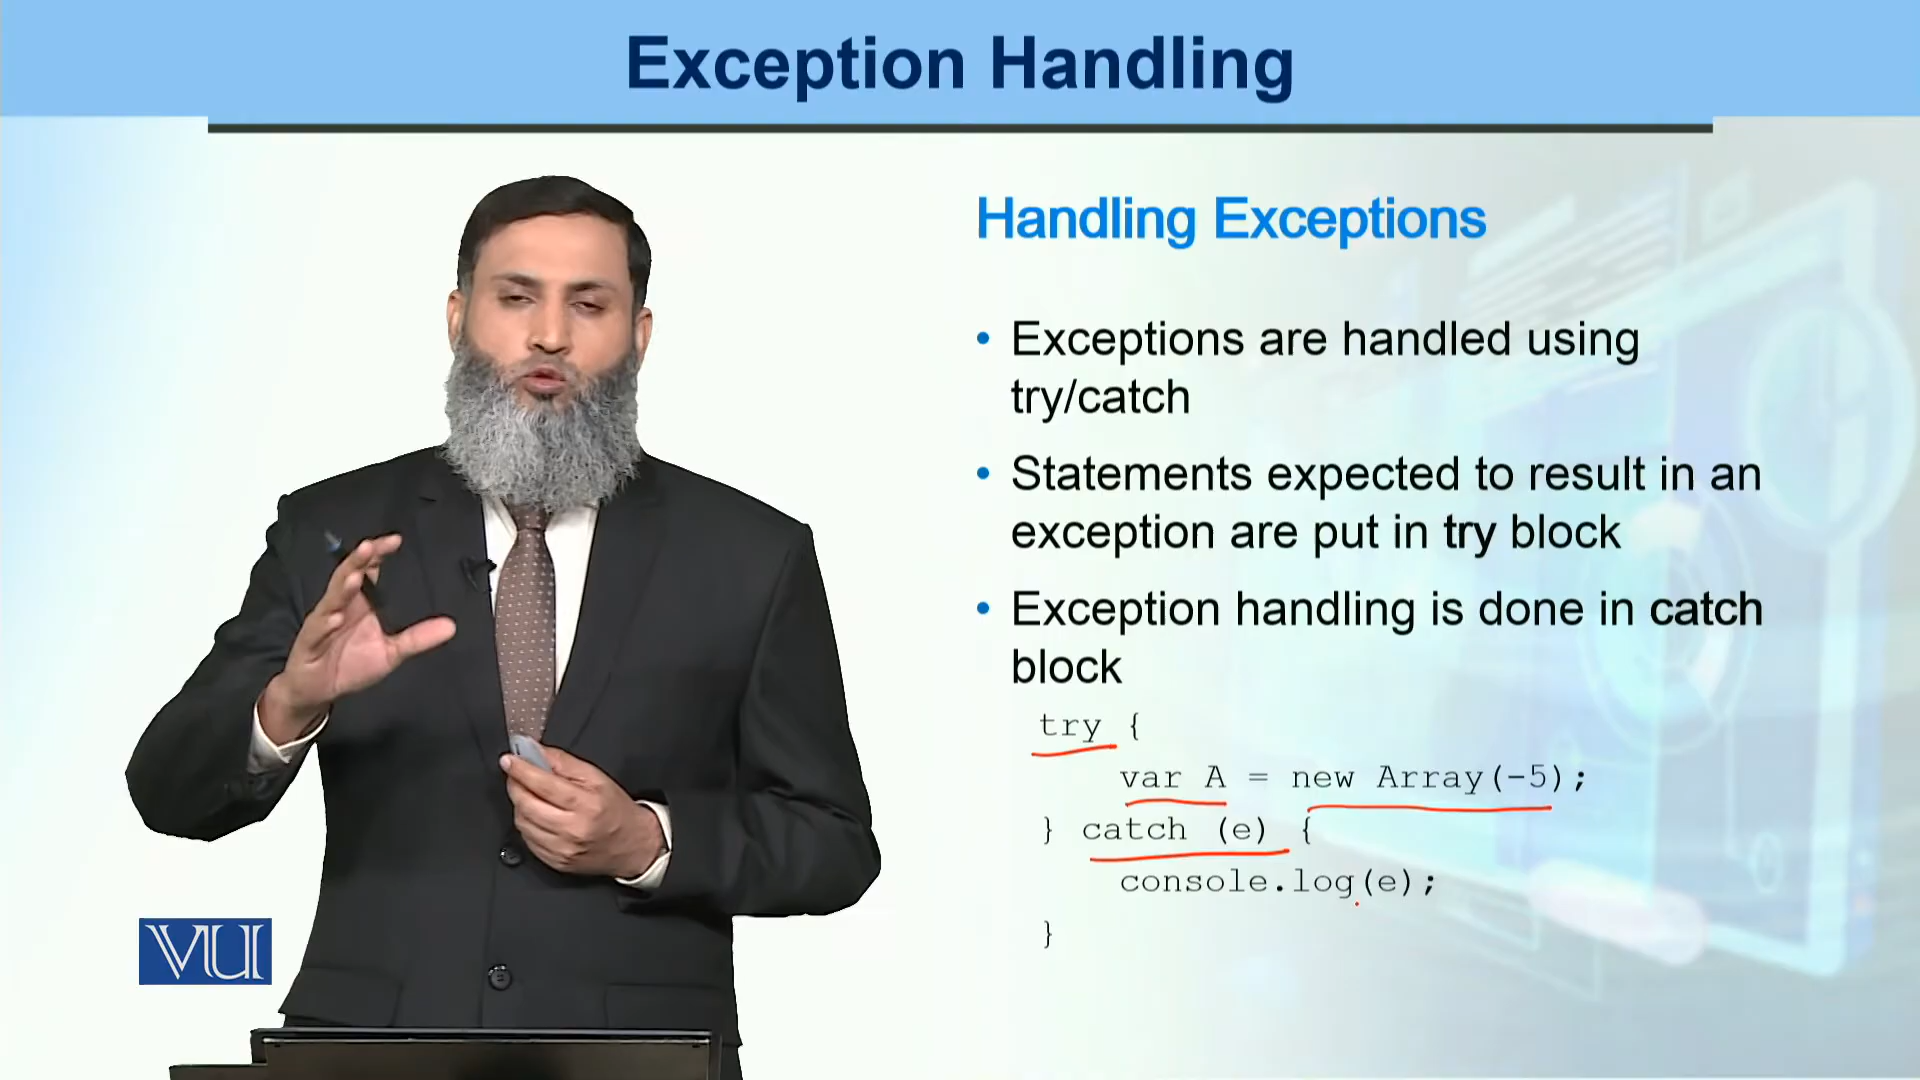 Exception Handling
Handling Exceptions
• Exceptions are handled using
try/catch
• Statements expected to result in an
exception are put in try block
• Exception handling is done in catch
block
try {
var A = new Array(-5);
} catch (e) {
console.log(e);
}
VU